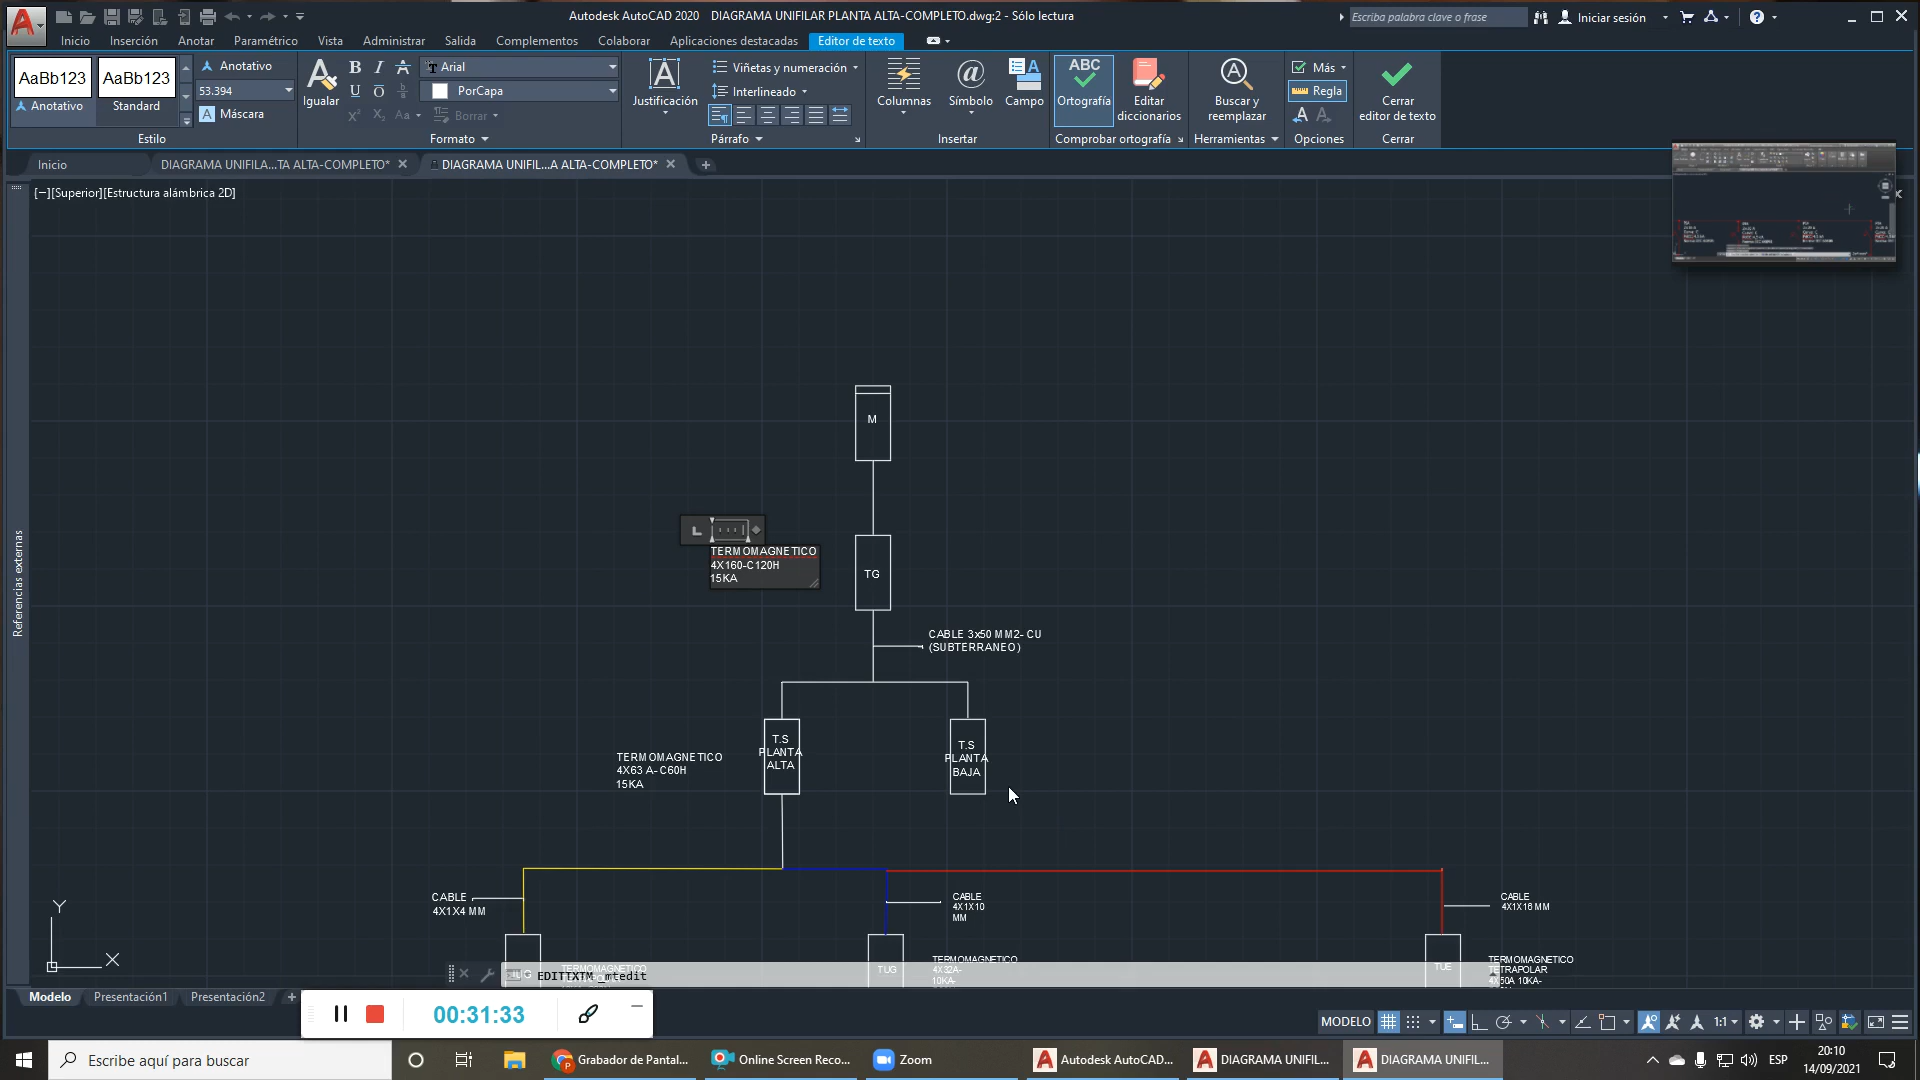 Autodesk AutoCAD 2020 DIAGRAMA UNIFILAR PLANTA ALTA-COMPLETO.dwg:2 - Sólo lectura
Escriba palabra clave o frase
Iniciar sesión
Inicio Inserción Anotar Paramétrico Vista Administrar Salida Complementos Colaborar Aplicaciones destacadas Editor de texto
AaBb123 AaBb123
Anotativo Standard
Anotativo
53.394
Máscara
Estilo
Igualar
Arial
PorCapa
Borrar
Formato
Justificación
Viñetas y numeración
Interlineado
Párrafo
Columnas
Símbolo
Campo
Insertar
ABC
Ortografía
Editar
diccionarios
Comprobar ortografía
Buscar y
reemplazar
Herramientas
Más
Regla
Opciones
Cerrar
editor de texto
Cerrar
Inicio
DIAGRAMA UNIFILA...TA ALTA-COMPLETO*
DIAGRAMA UNIFIL...A ALTA-COMPLETO*
[−][Superior][Estructura alámbrica 2D]
Referencias externas
M
TERMOMAGNETICO
4X160-C120H
15KA
TG
CABLE 3x50 MM2- CU
(SUBTERRANEO)
T.S
PLANTA
ALTA
T.S
PLANTA
BAJA
TERMOMAGNETICO
4X63 A- C60H
15KA
CABLE
4X1X4 MM
CABLE
4X1X10
MM
CABLE
4X1X16 MM
TUG
TERMOMAGNETICO
4X32A-
10KA-
TUE
TERMOMAGNETICO
TETRAPOLAR
4X50A 10KA-
Y
X
EDITTXTM _mtedit
Modelo Presentación1 Presentación2
00:31:33
MODELO
1:1
Escribe aquí para buscar
Grabador de Pantal...
Online Screen Reco...
Zoom
Autodesk AutoCAD...
DIAGRAMA UNIFIL...
DIAGRAMA UNIFIL...
ESP
20:10
14/09/2021